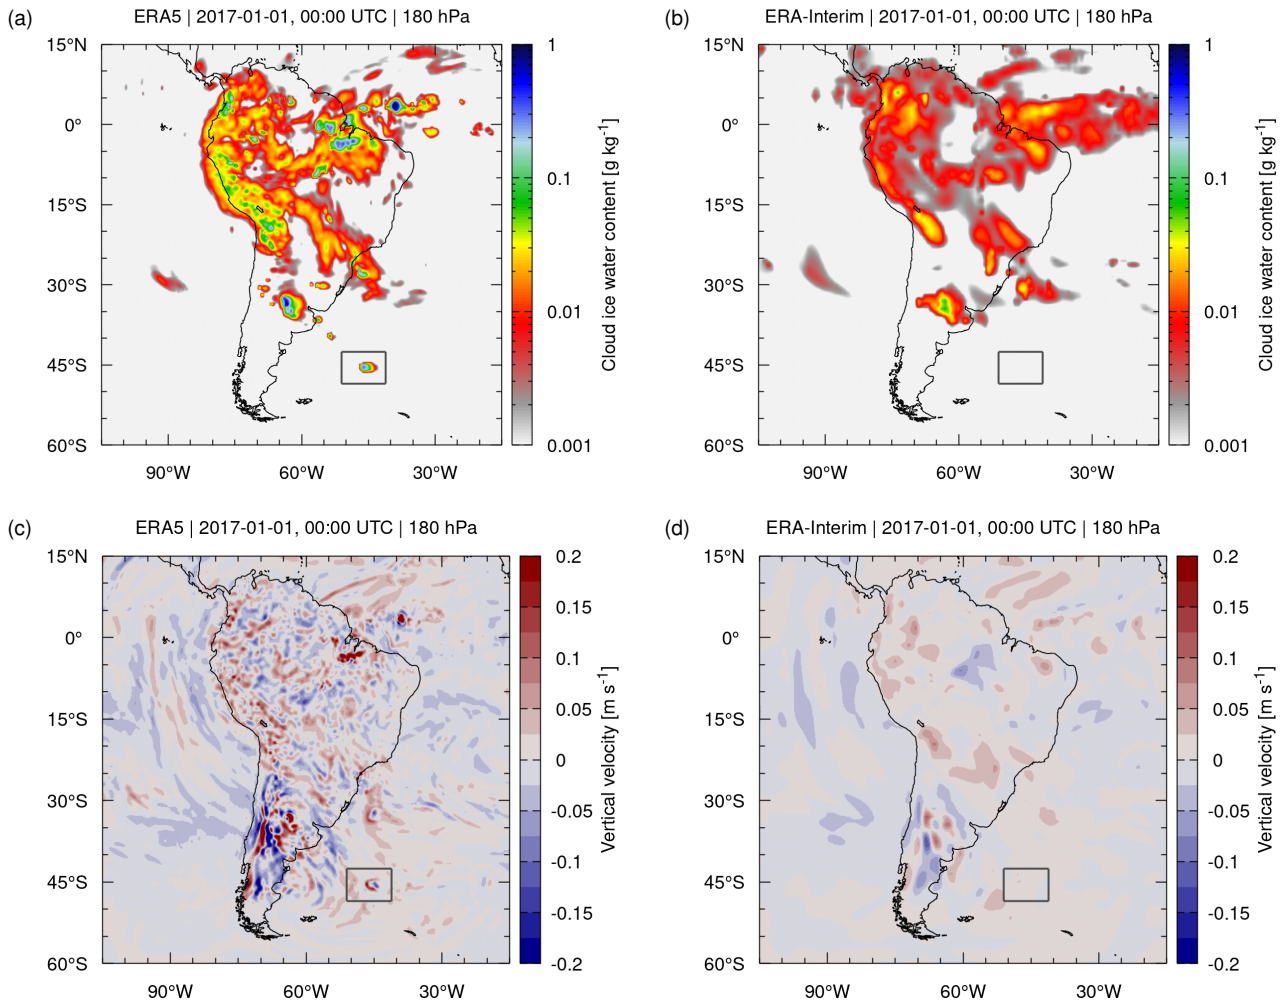 (a) ERA5 | 2017-01-01, 00:00 UTC | 180 hPa
15°N
0°
15°S
30°S
45°S
60°S
90°W 60°W 30°W
1
0.1
0.01
0.001
Cloud ice water content [g kg-1]
(b) ERA-Interim | 2017-01-01, 00:00 UTC | 180 hPa
15°N
0°
15°S
30°S
45°S
60°S
90°W 60°W 30°W
1
0.1
0.01
0.001
Cloud ice water content [g kg-1]
(c) ERA5 | 2017-01-01, 00:00 UTC | 180 hPa
15°N
0°
15°S
30°S
45°S
60°S
90°W 60°W 30°W
0.2
0.15
0.1
0.05
0
-0.05
-0.1
-0.15
-0.2
Vertical velocity [m s-1]
(d) ERA-Interim | 2017-01-01, 00:00 UTC | 180 hPa
15°N
0°
15°S
30°S
45°S
60°S
90°W 60°W 30°W
0.2
0.15
0.1
0.05
0
-0.05
-0.1
-0.15
-0.2
Vertical velocity [m s-1]